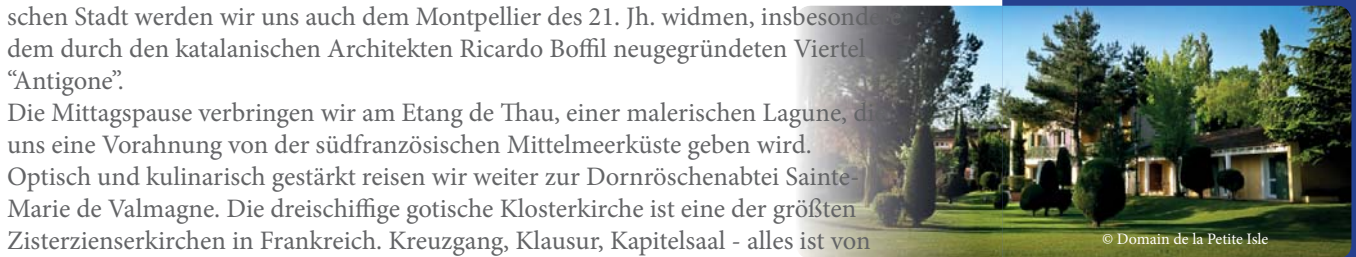 schen Stadt werden wir uns auch dem Montpellier des 21. Jh. widmen, insbesondere
dem durch den katalanischen Architekten Ricardo Boffil neugegründeten Viertel
“Antigone”.
Die Mittagspause verbringen wir am Etang de Thau, einer malerischen Lagune, die
uns eine Vorahnung von der südfranzösischen Mittelmeerküste geben wird.
Optisch und kulinarisch gestärkt reisen wir weiter zur Dornröschenabtei Sainte-
Marie de Valmagne. Die dreischiffige gotische Klosterkirche ist eine der größten
Zisterzienserkirchen in Frankreich. Kreuzgang, Klausur, Kapitelsaal - alles ist von
© Domain de la Petite Isle